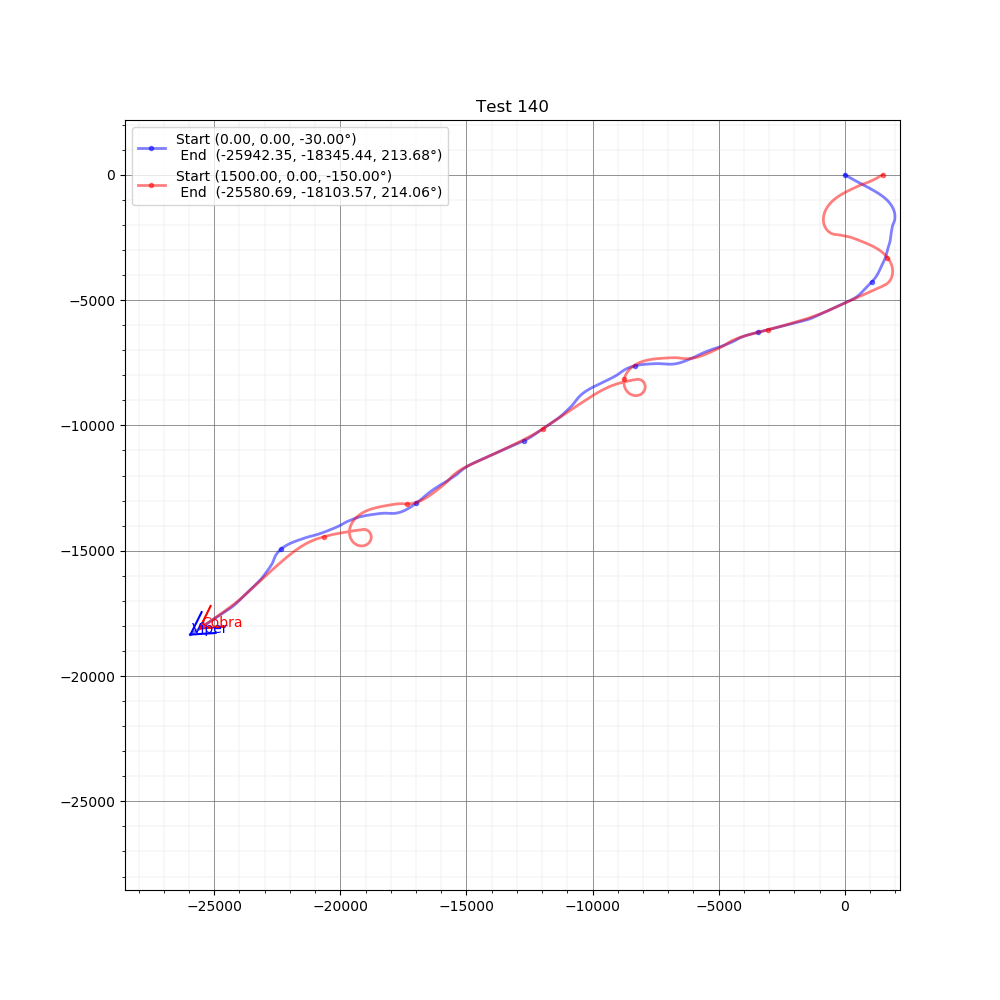 Test 140
Start (0.00, 0.00, -30.00°)
End (-25942.35, -18345.44, 213.68°)
Start (1500.00, 0.00, -150.00°)
End (-25580.69, -18103.57, 214.06°)
0
−5000
−10000
−15000
Cobra
Viper
−20000
−25000
−25000
−20000
−15000
−10000
−5000
0